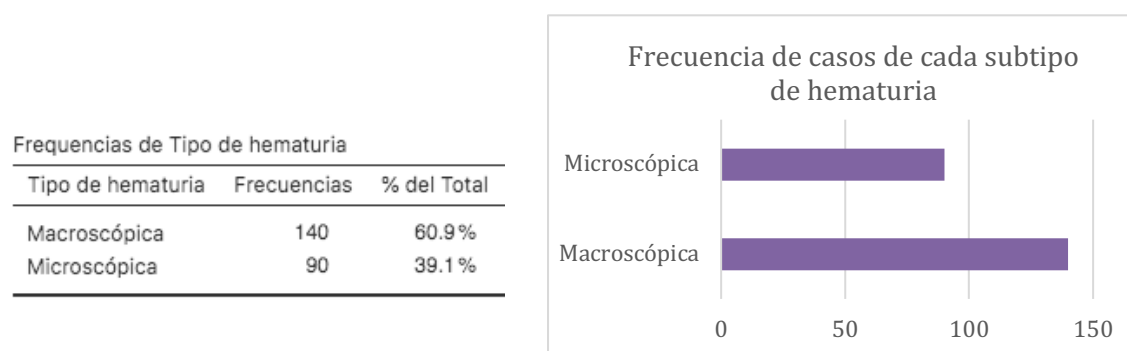 Frequencias de Tipo de hematuria
Tipo de hematuria Frecuencias % del Total
Macroscópica 140 60.9%
Microscópica 90 39.1%
Frecuencia de casos de cada subtipo
de hematuria
Microscópica
Macroscópica
0 50 100 150